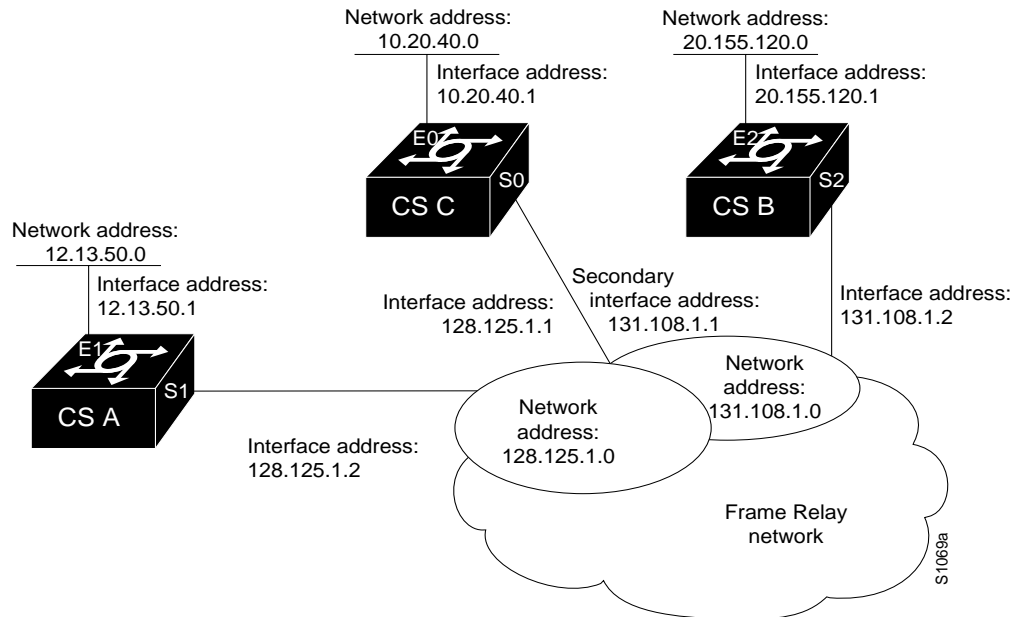 Network address:
10.20.40.0
Interface address:
10.20.40.1
E0
S0
CS C
Network address:
20.155.120.0
Interface address:
20.155.120.1
E2
S2
CS B
Network address:
12.13.50.0
Interface address:
12.13.50.1
E1
S1
CS A
Interface address:
128.125.1.1
Secondary
interface address:
131.108.1.1
Interface address:
131.108.1.2
Interface address:
128.125.1.2
Network
address:
128.125.1.0
Network
address:
131.108.1.0
Frame Relay
network
S1069a